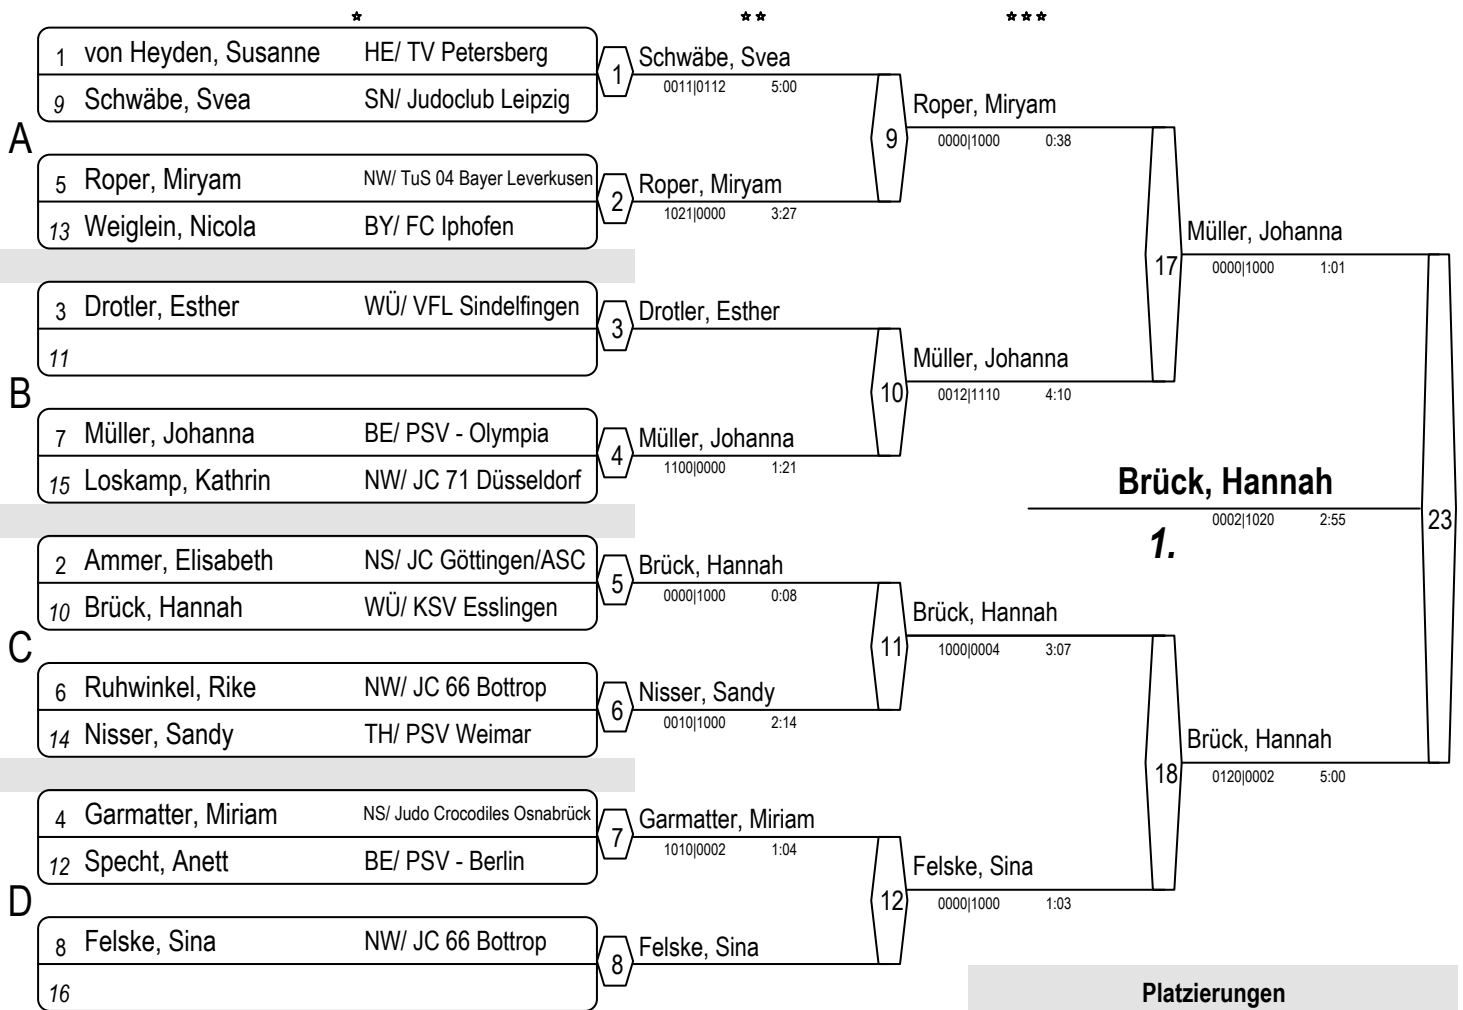 * ** ***
1 von Heyden, Susanne HE/ TV Petersberg
9 Schwäbe, Svea SN/ Judoclub Leipzig
1 Schwäbe, Svea
0011|0112 5:00
A
5 Roper, Miryam NW/ TuS 04 Bayer Leverkusen
13 Weiglein, Nicola BY/ FC Iphofen
2 Roper, Miryam
1021|0000 3:27
9 Roper, Miryam
0000|1000 0:38
3 Drotler, Esther WÜ/ VFL Sindelfingen
11
3 Drotler, Esther
B
7 Müller, Johanna BE/ PSV - Olympia
15 Loskamp, Kathrin NW/ JC 71 Düsseldorf
4 Müller, Johanna
1100|0000 1:21
10 Müller, Johanna
0012|1110 4:10
17 Müller, Johanna
0000|1000 1:01
2 Ammer, Elisabeth NS/ JC Göttingen/ASC
10 Brück, Hannah WÜ/ KSV Esslingen
5 Brück, Hannah
0000|1000 0:08
C
6 Ruhwinkel, Rike NW/ JC 66 Bottrop
14 Nisser, Sandy TH/ PSV Weimar
6 Nisser, Sandy
0010|1000 2:14
11 Brück, Hannah
1000|0004 3:07
4 Garmatter, Miriam NS/ Judo Crocodiles Osnabrück
12 Specht, Anett BE/ PSV - Berlin
7 Garmatter, Miriam
1010|0002 1:04
D
8 Felske, Sina NW/ JC 66 Bottrop
16
8 Felske, Sina
12 Felske, Sina
0000|1000 1:03
18 Brück, Hannah
0120|0002 5:00
Brück, Hannah
0002|1020 2:55
23
1.
Platzierungen